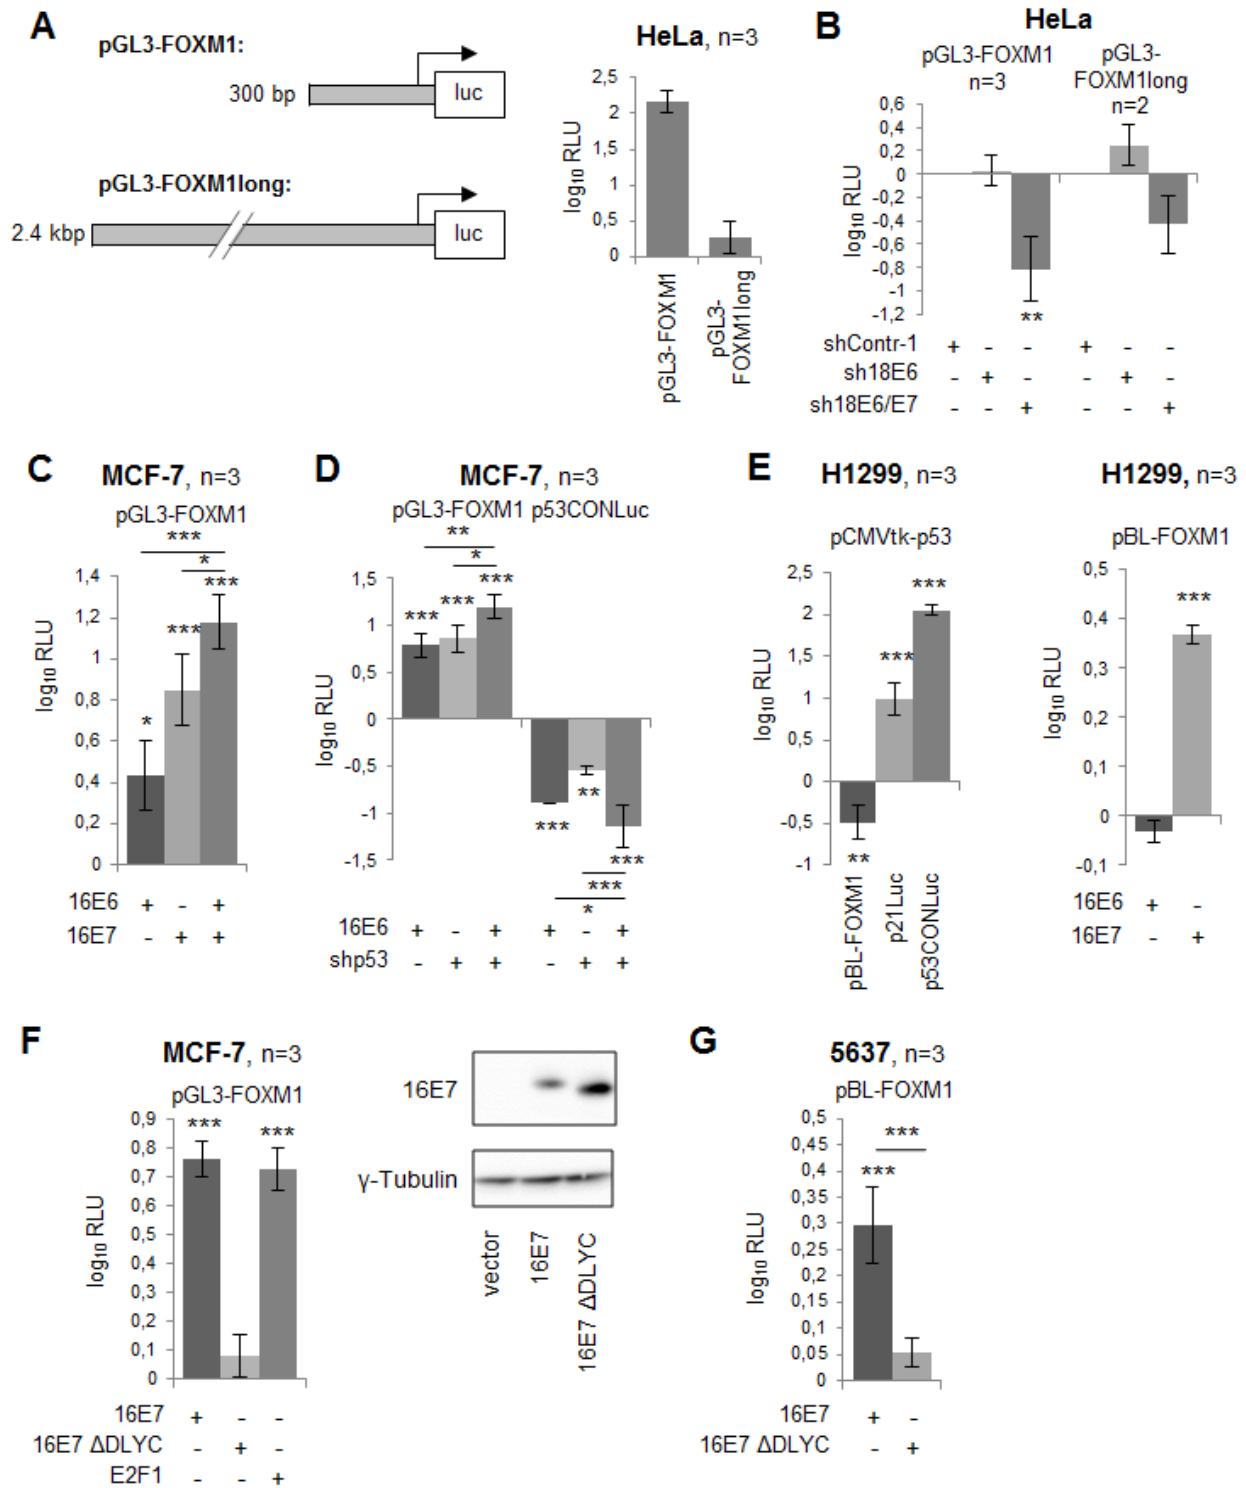 A
pGL3-FOXM1:
300 bp
luc
pGL3-FOXM1long:
2.4 kbp
luc
HeLa, n=3
2,5
2
1,5
1
0,5
0
log10 RLU
pGL3-FOXM1
pGL3-
FOXM1long
B
HeLa
pGL3-FOXM1
n=3
pGL3-
FOXM1long
n=2
0,6
0,4
0,2
0
-0,2
-0,4
-0,6
-0,8
-1
-1,2
log10 RLU
**
shContr-1 + - - + - -
sh18E6 - + - - + -
sh18E6/E7 - - + - - +
C
MCF-7, n=3
pGL3-FOXM1
***
*
***
***
*
1,4
1,2
1
0,8
0,6
0,4
0,2
0
log10 RLU
16E6 + - +
16E7 - + +
D
MCF-7, n=3
pGL3-FOXM1 p53CONLuc
**
*
***
***
***
1,5
1
0,5
0
-0,5
-1
-1,5
log10 RLU
**
***
***
***
*
16E6 + - + + - +
shp53 - + + - + +
E
H1299, n=3
pCMVtk-p53
2,5
2
1,5
1
0,5
0
-0,5
-1
log10 RLU
***
***
**
pBL-FOXM1
p21Luc
p53CONLuc
H1299, n=3
pBL-FOXM1
0,5
0,4
0,3
0,2
0,1
0
-0,1
log10 RLU
***
16E6 + -
16E7 - +
F
MCF-7, n=3
pGL3-FOXM1
0,9
0,8
0,7
0,6
0,5
0,4
0,3
0,2
0,1
0
log10 RLU
***
***
16E7 + - -
16E7 ΔDLYC - + -
E2F1 - - +
16E7
γ-Tubulin
vector
16E7
16E7 ΔDLYC
G
5637, n=3
pBL-FOXM1
0,5
0,45
0,4
0,35
0,3
0,25
0,2
0,15
0,1
0,05
0
log10 RLU
***
***
16E7 + -
16E7 ΔDLYC - +